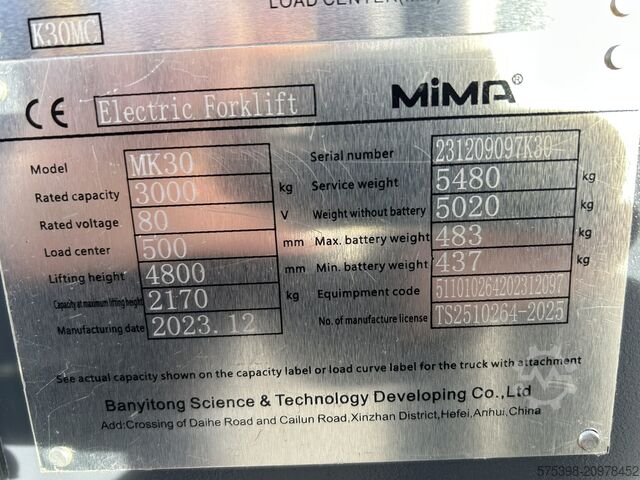 LOAD CENTER(mm)
K30MC
CE Electric Forklift MiMA®
Model MK30 Serial number 231209097K30
Rated capacity 3000 kg Service weight 5480 kg
Rated voltage 80 V Weight without battery 5020 kg
Load center 500 mm Max. battery weight 483 kg
Lifting height 4800 mm Min. battery weight 437 kg
Capacity at maximum lifting height 2170 kg Equimpment code 511010264202312097
Manufacturing date 2023.12 No. of manufacture license TS2510264-2025
See actual capacity shown on the capacity label or load curve label for the truck with attachment
Banyitong Science & Technology Developing Co.,Ltd
Add:Crossing of Daihe Road and Cailun Road,Xinzhan District,Hefei,Anhui,China
575398-20978452